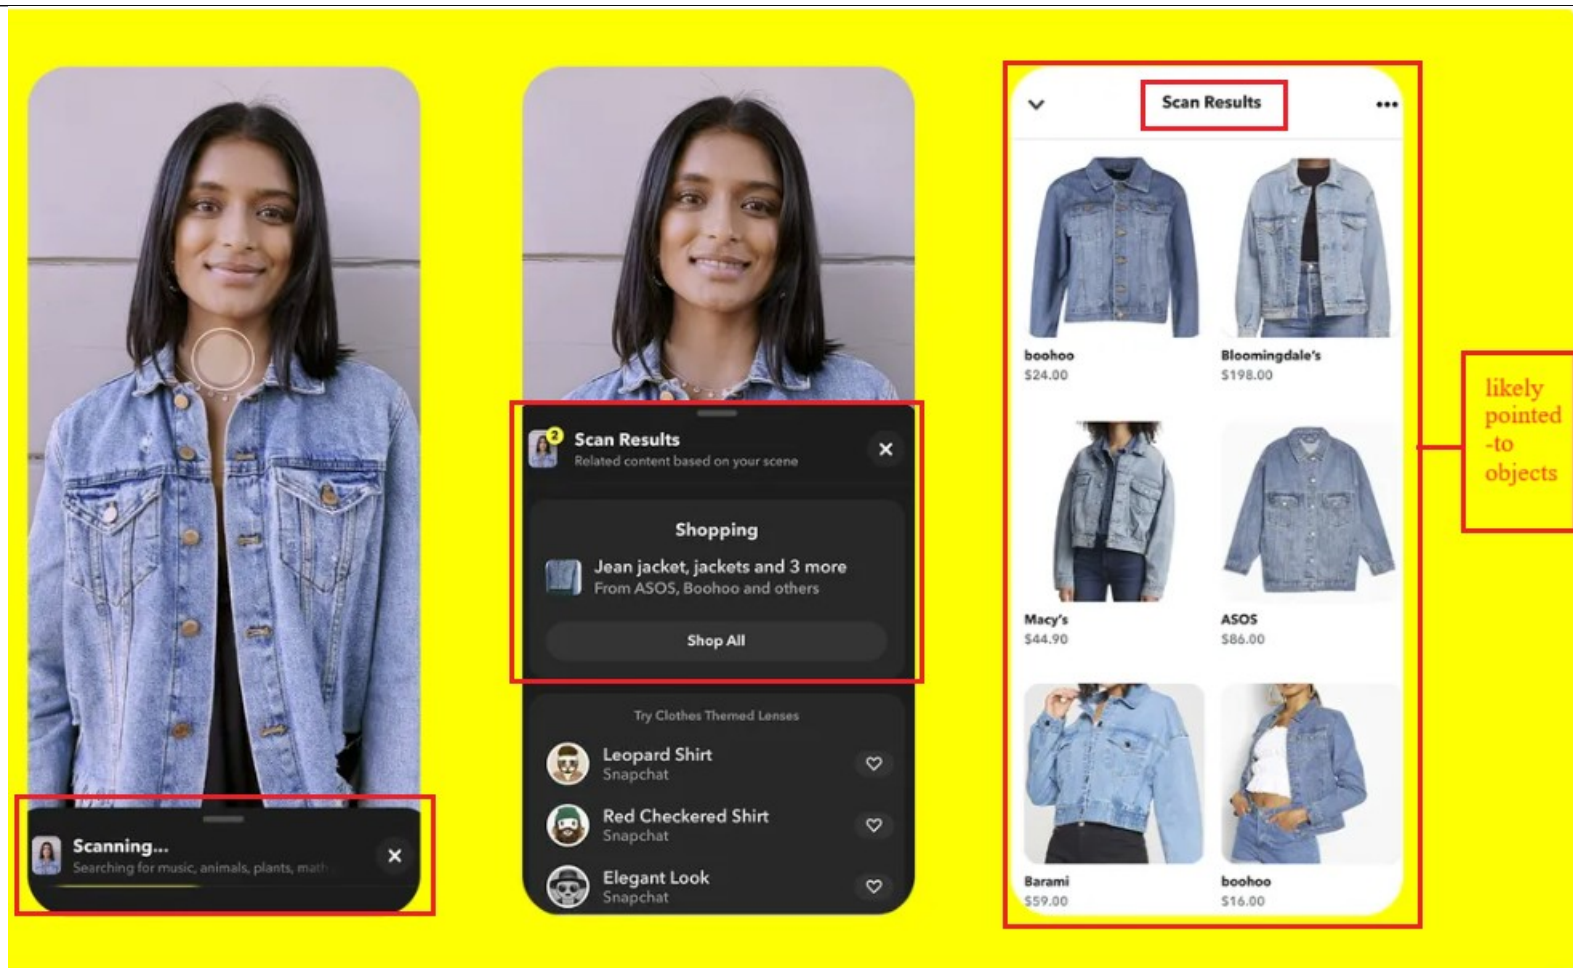 Scanning...
Searching for music, animals, plants, math
2
Scan Results
Related content based on your scene
Shopping
Jean jacket, jackets and 3 more
From ASOS, Boohoo and others
Shop All
Try Clothes Themed Lenses
Leopard Shirt
Snapchat
Red Checkered Shirt
Snapchat
Elegant Look
Snapchat
Scan Results
boohoo
$24.00
Bloomingdale's
$198.00
Macy's
$44.90
ASOS
$86.00
Barami
$59.00
boohoo
$16.00
likely
pointed
-to
objects